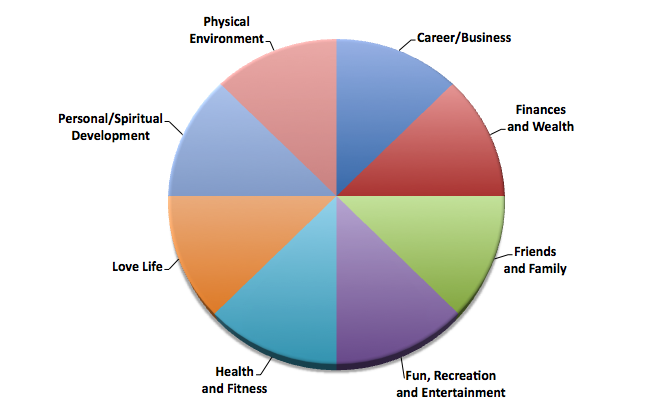 Physical
Environment
Career/Business
Finances
and Wealth
Personal/Spiritual
Development
Friends
and Family
Love Life
Health
and Fitness
Fun, Recreation
and Entertainment